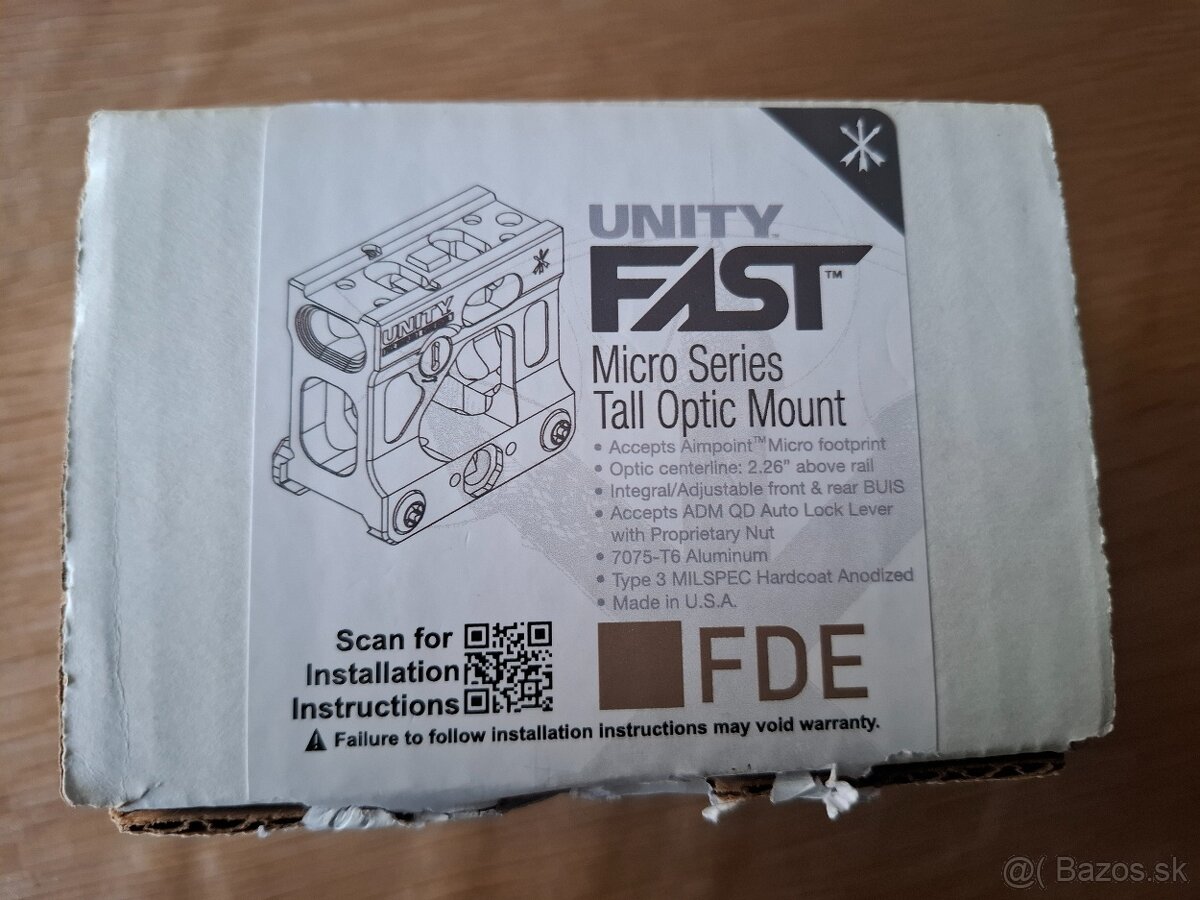 UNITY
FAST™
Micro Series
Tall Optic Mount
• Accepts Aimpoint™ Micro footprint
• Optic centerline: 2.26" above rail
• Integral/Adjustable front & rear BUIS
• Accepts ADM QD Auto Lock Lever
with Proprietary Nut
• 7075-T6 Aluminum
• Type 3 MILSPEC Hardcoat Anodized
• Made in U.S.A.
UNITY
Scan for
Installation
Instructions
FDE
Failure to follow installation instructions may void warranty.
@( Bazos.sk